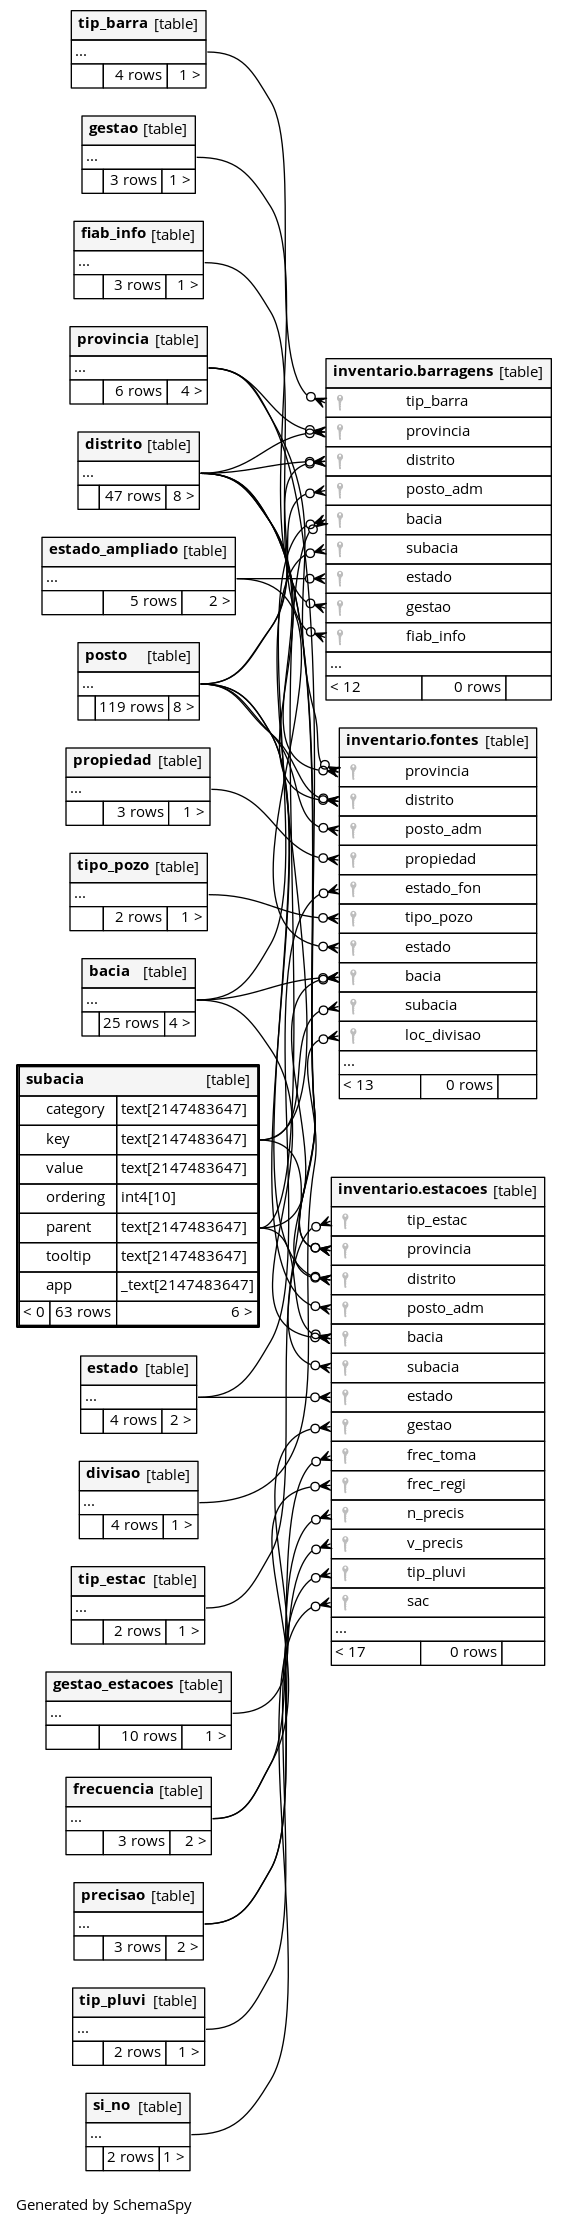 tip_barra [table]
...
4 rows 1 >
gestao [table]
...
3 rows 1 >
fiab_info [table]
...
3 rows 1 >
provincia [table]
...
6 rows 4 >
distrito [table]
...
47 rows 8 >
estado_ampliado [table]
...
5 rows 2 >
posto [table]
...
119 rows 8 >
propiedad [table]
...
3 rows 1 >
tipo_pozo [table]
...
2 rows 1 >
bacia [table]
...
25 rows 4 >
subacia [table]
category text[2147483647]
key text[2147483647]
value text[2147483647]
ordering int4[10]
parent text[2147483647]
tooltip text[2147483647]
app _text[2147483647]
< 0 63 rows 6 >
estado [table]
...
4 rows 2 >
divisao [table]
...
4 rows 1 >
tip_estac [table]
...
2 rows 1 >
gestao_estacoes [table]
...
10 rows 1 >
frecuencia [table]
...
3 rows 2 >
precisao [table]
...
3 rows 2 >
tip_pluvi [table]
...
2 rows 1 >
si_no [table]
...
2 rows 1 >
inventario.barragens [table]
tip_barra
provincia
distrito
posto_adm
bacia
subacia
estado
gestao
fiab_info
...
< 12 0 rows
inventario.fontes [table]
provincia
distrito
posto_adm
propiedad
estado_fon
tipo_pozo
estado
bacia
subacia
loc_divisao
...
< 13 0 rows
inventario.estacoes [table]
tip_estac
provincia
distrito
posto_adm
bacia
subacia
estado
gestao
frec_toma
frec_regi
n_precis
v_precis
tip_pluvi
sac
...
< 17 0 rows
Generated by SchemaSpy